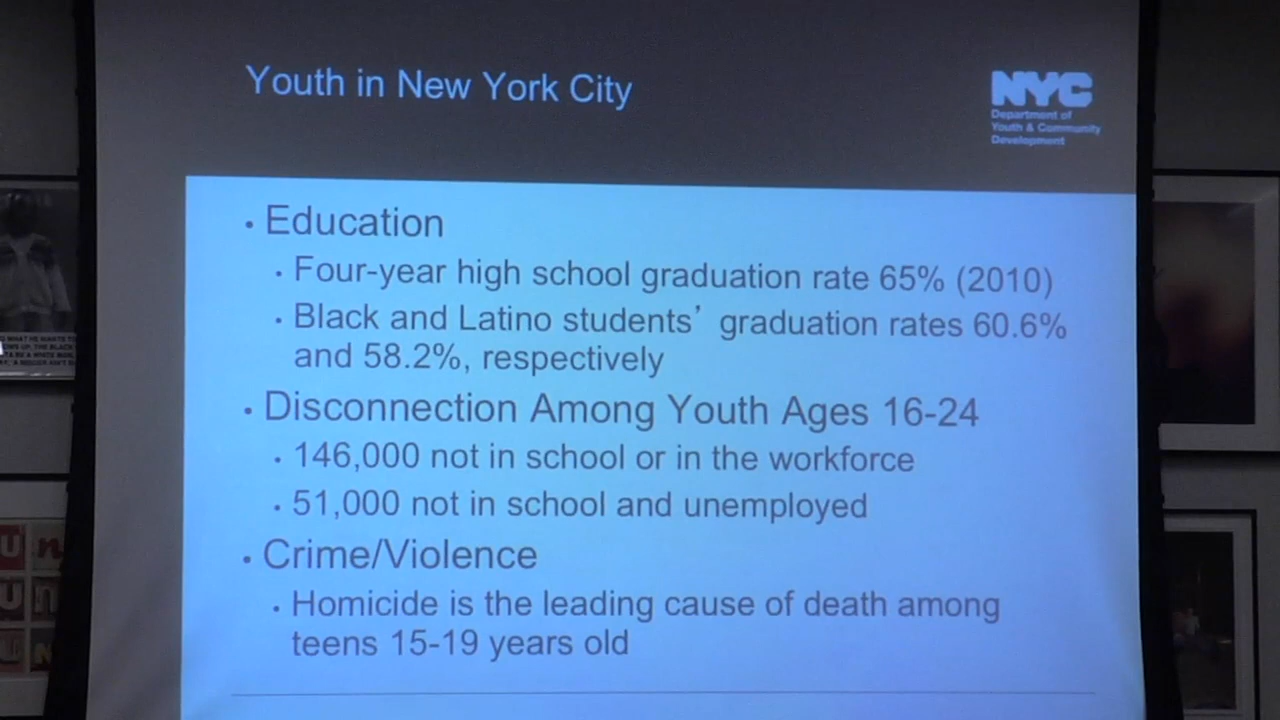 Youth in New York City
NYC
Department of
Youth & Community
Development
• Education
• Four-year high school graduation rate 65% (2010)
• Black and Latino students’ graduation rates 60.6%
and 58.2%, respectively
• Disconnection Among Youth Ages 16-24
• 146,000 not in school or in the workforce
• 51,000 not in school and unemployed
• Crime/Violence
• Homicide is the leading cause of death among
teens 15-19 years old